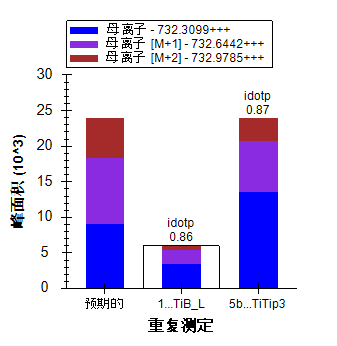 母离子 - 732.3099+++
母离子 [M+1] - 732.6442+++
母离子 [M+2] - 732.9785+++
峰面积 (10^3)
30
25
20
15
10
5
0
idotp
0.86
idotp
0.87
预期的
1...TiB_L
5b...TiTip3
重复测定